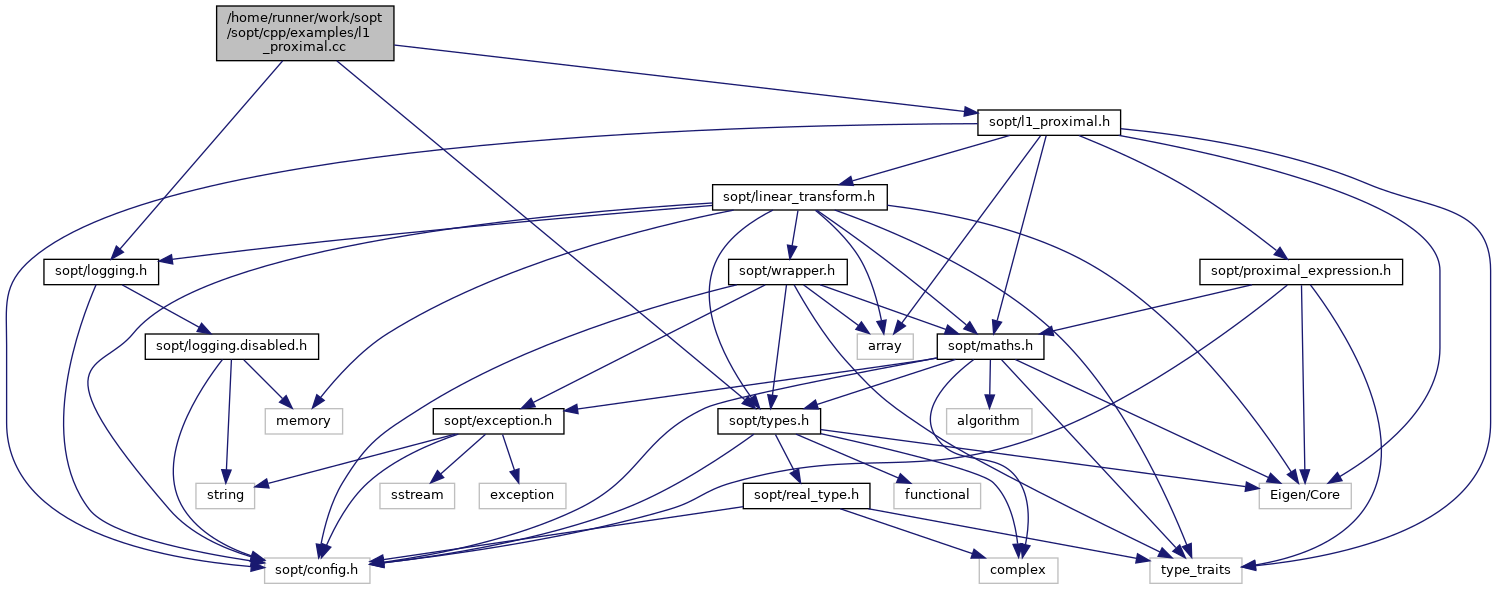 /home/runner/work/sopt
/sopt/cpp/examples/l1
_proximal.cc
sopt/l1_proximal.h
sopt/linear_transform.h
sopt/logging.h
sopt/wrapper.h
sopt/proximal_expression.h
sopt/logging.disabled.h
array
sopt/maths.h
memory
sopt/exception.h
sopt/types.h
algorithm
string
sstream
exception
sopt/real_type.h
functional
Eigen/Core
sopt/config.h
complex
type_traits